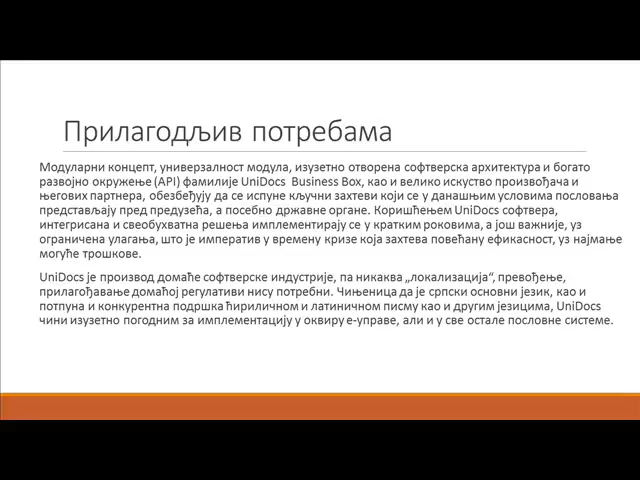 Прилагодљив потребама
Модуларни концепт, универзалност модула, изузетно отворена софтверска архитектура и богато
развојно окружење (API) фамилије UniDocs Business Box, као и велико искуство произвођача и
његових партнера, обезбеђују да се испуне кључни захтеви који се у данашњим условима пословања
представљају пред предузећа, а посебно државне органе. Коришћењем UniDocs софтвера,
интегрисана и свеобухватна решења имплементирају се у кратким роковима, а још важније, уз
ограничена улагања, што је императив у времену кризе која захтева повећану ефикасност, уз најмање
могуће трошкове.
UniDocs је производ домаће софтверске индустрије, па никаква „локализација“, превођење,
прилагођавање домаћој регулативи нису потребни. Чињеница да је српски основни језик, као и
потпуна и конкурентна подршка ћириличном и латиничном писму као и другим језицима, UniDocs
чини изузетно погодним за имплементацију у оквиру е-управе, али и у све остале пословне системе.